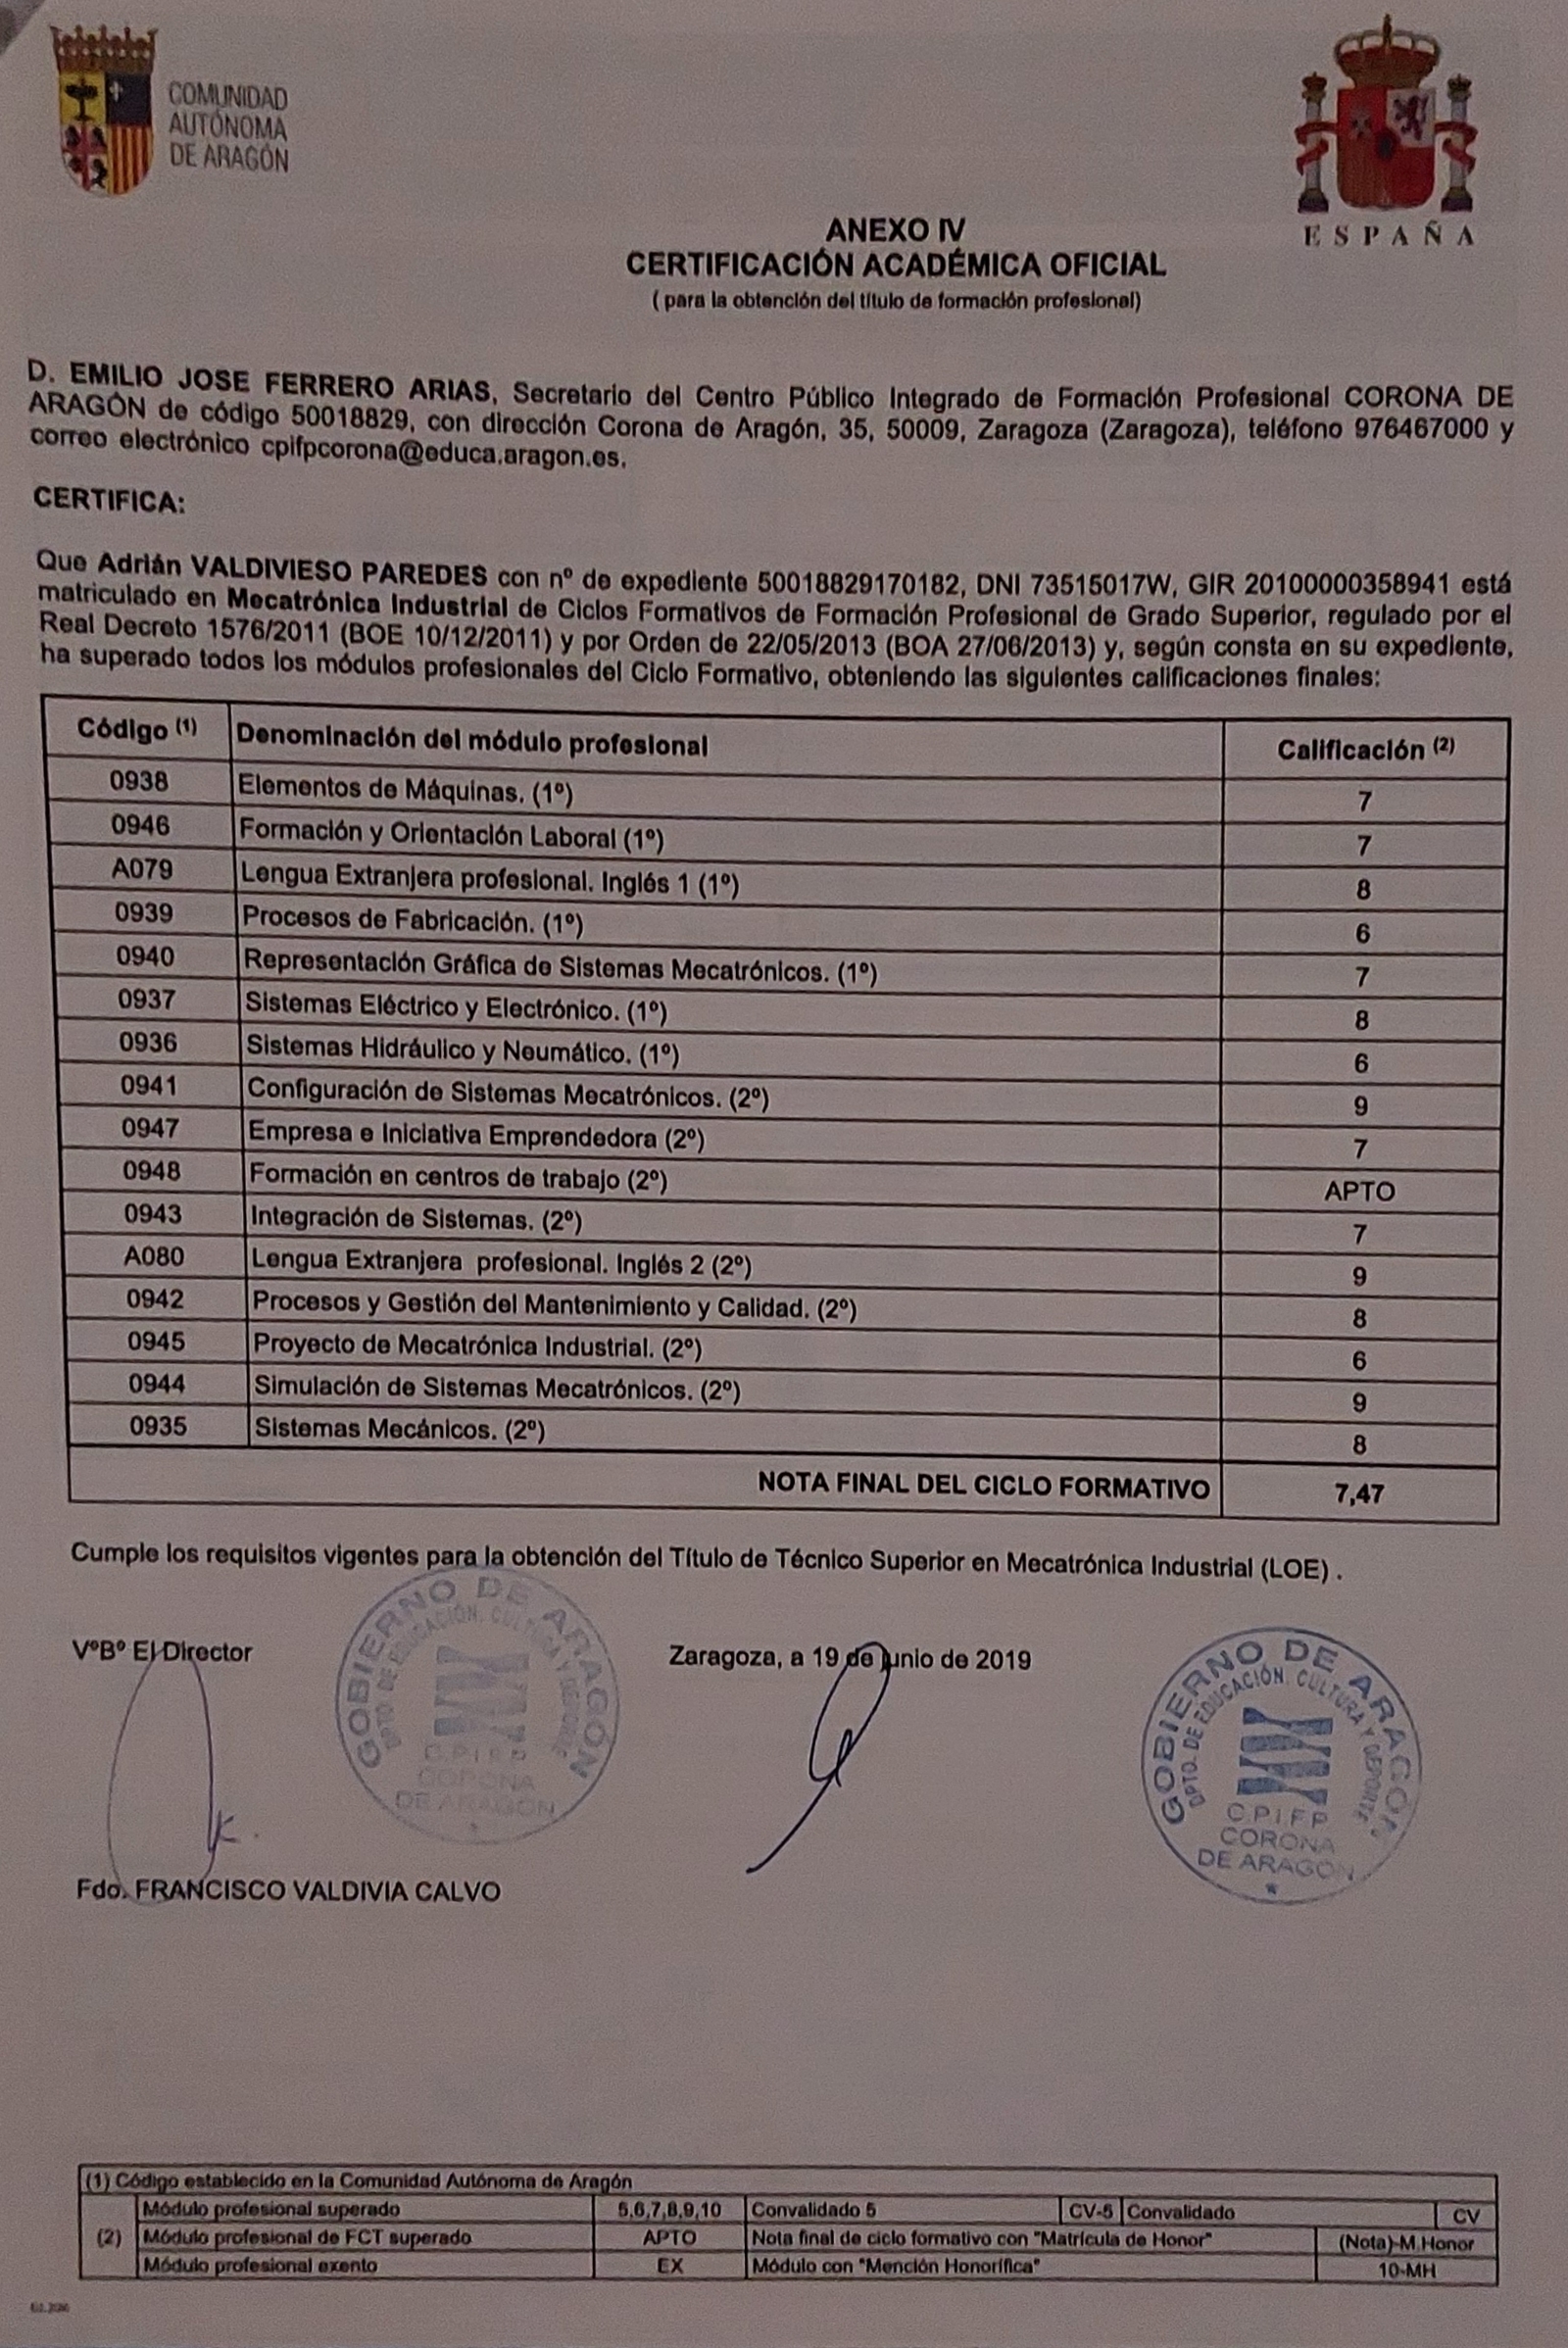 COMUNIDAD
AUTÓNOMA
DE ARAGÓN
ESPAÑA
ANEXO IV
CERTIFICACIÓN ACADÉMICA OFICIAL
( para la obtención del título de formación profesional)
D. EMILIO JOSE FERRERO ARIAS, Secretario del Centro Público Integrado de Formación Profesional CORONA DE
ARAGÓN de código 50018829, con dirección Corona de Aragón, 35, 50009, Zaragoza (Zaragoza), teléfono 976467000 y
correo electrónico cpifpcorona@educa.aragon.es,
CERTIFICA:
Que Adrián VALDIVIESO PAREDES con nº de expediente 50018829170182, DNI 73515017W, GIR 20100000358941 está
matriculado en Mecatrónica Industrial de Ciclos Formativos de Formación Profesional de Grado Superior, regulado por el
Real Decreto 1576/2011 (BOE 10/12/2011) y por Orden de 22/05/2013 (BOA 27/06/2013) y, según consta en su expediente,
ha superado todos los módulos profesionales del Ciclo Formativo, obteniendo las siguientes calificaciones finales:
Código (1) Denominación del módulo profesional Calificación (2)
0938 Elementos de Máquinas. (1º) 7
0946 Formación y Orientación Laboral (1º) 7
A079 Lengua Extranjera profesional. Inglés 1 (1º) 8
0939 Procesos de Fabricación. (1º) 6
0940 Representación Gráfica de Sistemas Mecatrónicos. (1º) 7
0937 Sistemas Eléctrico y Electrónico. (1º) 8
0936 Sistemas Hidráulico y Neumático. (1º) 6
0941 Configuración de Sistemas Mecatrónicos. (2º) 9
0947 Empresa e Iniciativa Emprendedora (2º) 7
0948 Formación en centros de trabajo (2º) APTO
0943 Integración de Sistemas. (2º) 7
A080 Lengua Extranjera profesional. Inglés 2 (2º) 9
0942 Procesos y Gestión del Mantenimiento y Calidad. (2º) 8
0945 Proyecto de Mecatrónica Industrial. (2º) 6
0944 Simulación de Sistemas Mecatrónicos. (2º) 9
0935 Sistemas Mecánicos. (2º) 8
NOTA FINAL DEL CICLO FORMATIVO 7,47
Cumple los requisitos vigentes para la obtención del Título de Técnico Superior en Mecatrónica Industrial (LOE) .
VºBº El Director
Zaragoza, a 19 de junio de 2019
GOBIERNO DE ARAGÓN
DPTO. DE EDUCACIÓN, CULTURA Y DEPORTE
C.P.I.F.P
CORONA
DE ARAGÓN
GOBIERNO DE ARAGÓN
DPTO. DE EDUCACIÓN, CULTURA Y DEPORTE
C.P.I.F.P
CORONA
DE ARAGÓN
Fdo. FRANCISCO VALDIVIA CALVO
(1) Código establecido en la Comunidad Autónoma de Aragón
Módulo profesional superado 5,6,7,8,9,10 Convalidado 5 CV-5 Convalidado CV
(2) Módulo profesional de FCT superado APTO Nota final de ciclo formativo con "Matrícula de Honor" (Nota)-M.Honor
Módulo profesional exento EX Módulo con "Mención Honorífica" 10-MH